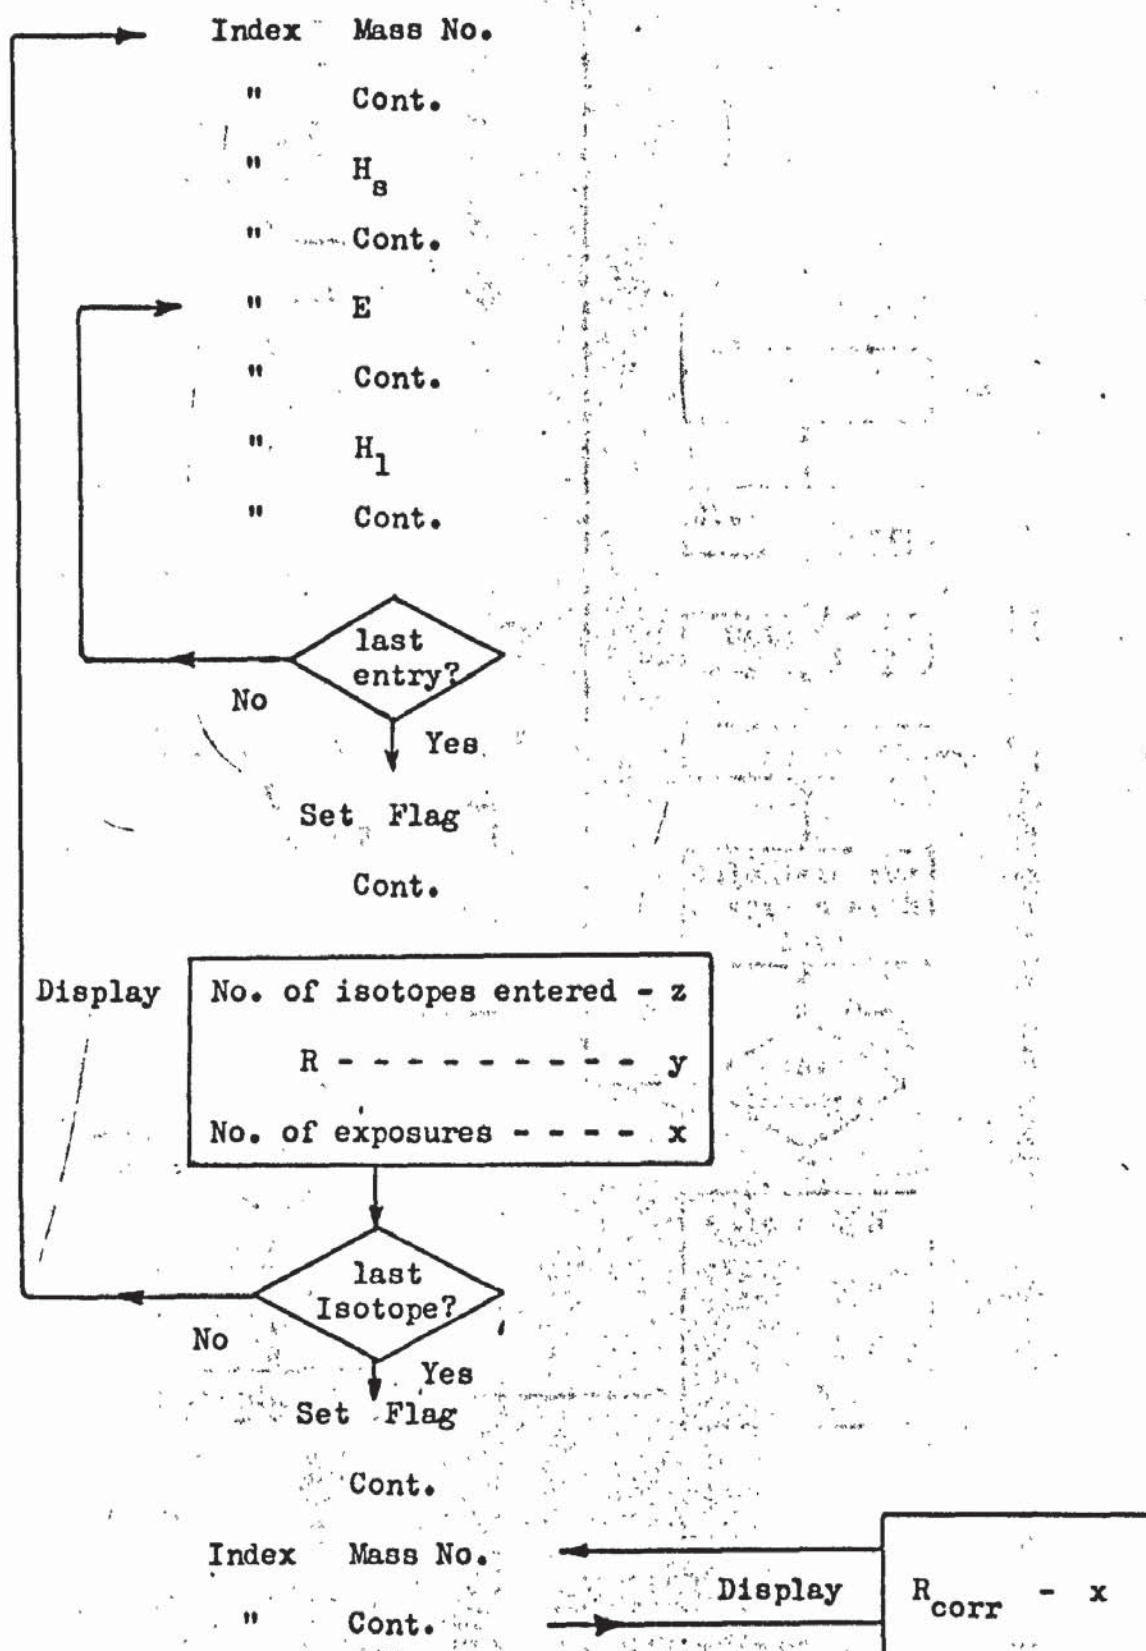 Index Mass No.
" Cont.
" Hs
" Cont.
" E
" Cont.
" Hl
" Cont.
last
entry?
No
Yes
Set Flag
Cont.
Display
No. of isotopes entered - z
R - - - - - - - - - y
No. of exposures - - - - x
last
Isotope?
No
Yes
Set Flag
Cont.
Index Mass No.
" Cont.
Display
Rcorr - x